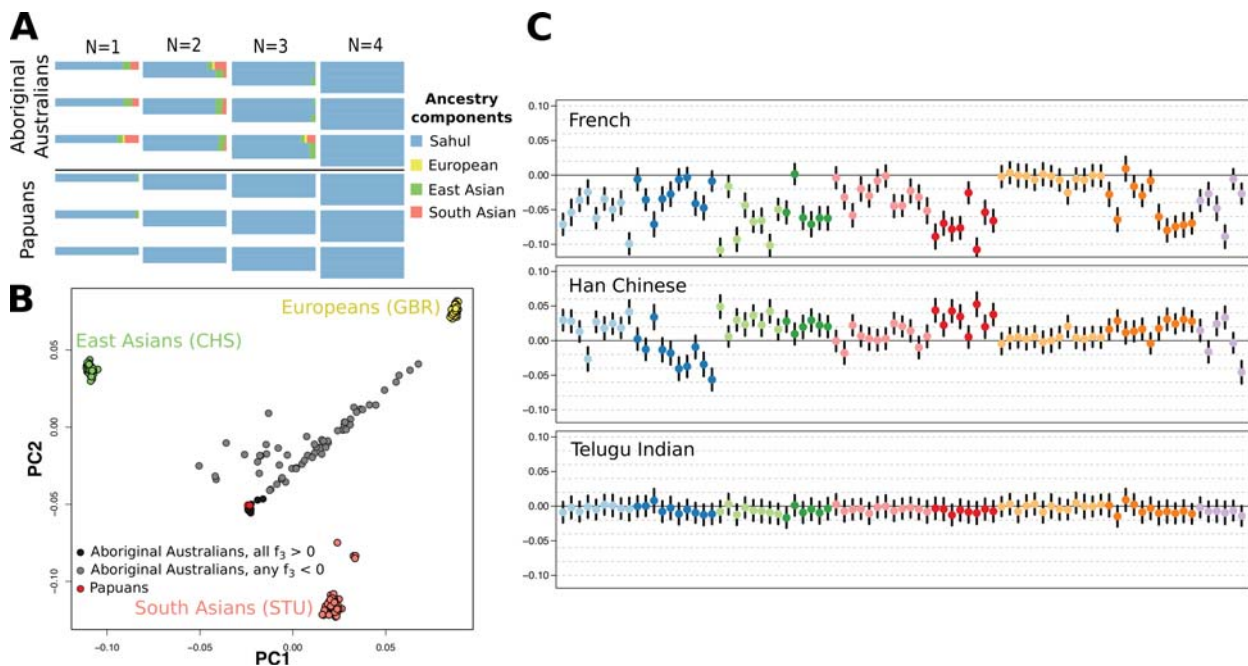 A
N=1 N=2 N=3 N=4
Aboriginal
Australians
Papuans
Ancestry
components
Sahul
European
East Asian
South Asian
B
Europeans (GBR)
East Asians (CHS)
0.05
0.00
−0.05
−0.10
PC2
Aboriginal Australians, all f₃ > 0
Aboriginal Australians, any f₃ < 0
Papuans
South Asians (STU)
−0.10 −0.05 0.00 0.05
PC1
C
French
0.10
0.05
0.00
−0.05
−0.10
Han Chinese
0.10
0.05
0.00
−0.05
−0.10
Telugu Indian
0.10
0.05
0.00
−0.05
−0.10